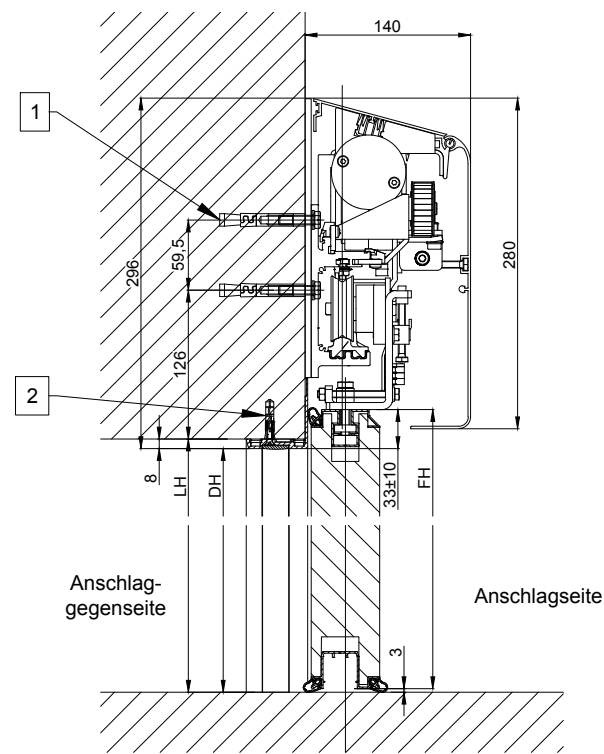 140
1
296
59,5
280
126
2
8
LH
DH
33±10
FH
Anschlag-
gegenseite
Anschlagseite
3